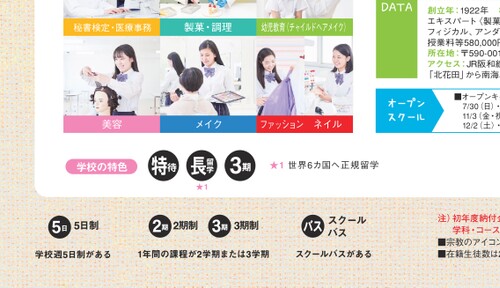 秘書検定・医療事務
製菓・調理
幼児教育(チャイルドヘアメイク)
美容
メイク
ファッション ネイル
DATA
創立年:1922年
エキスパート(製菓
フィジカル、アンダ
授業料等580,000
所在地:〒590-001
アクセス:JR阪和線
「北花田」から南海
オープン
スクール
■オープンキ
7/30(日)・
11/3(金・祝
12/2(土)・
学校の特色
特待
長留学
3期
★1
★1 世界6カ国へ正規留学
5日 5日制
学校週5日制がある
2期 2期制
3期 3期制
1年間の課程が2学期または3学期
バス スクールバス
スクールバスがある
注)初年度納付金
学科・コース
■宗教のアイコン
■在籍生徒数は